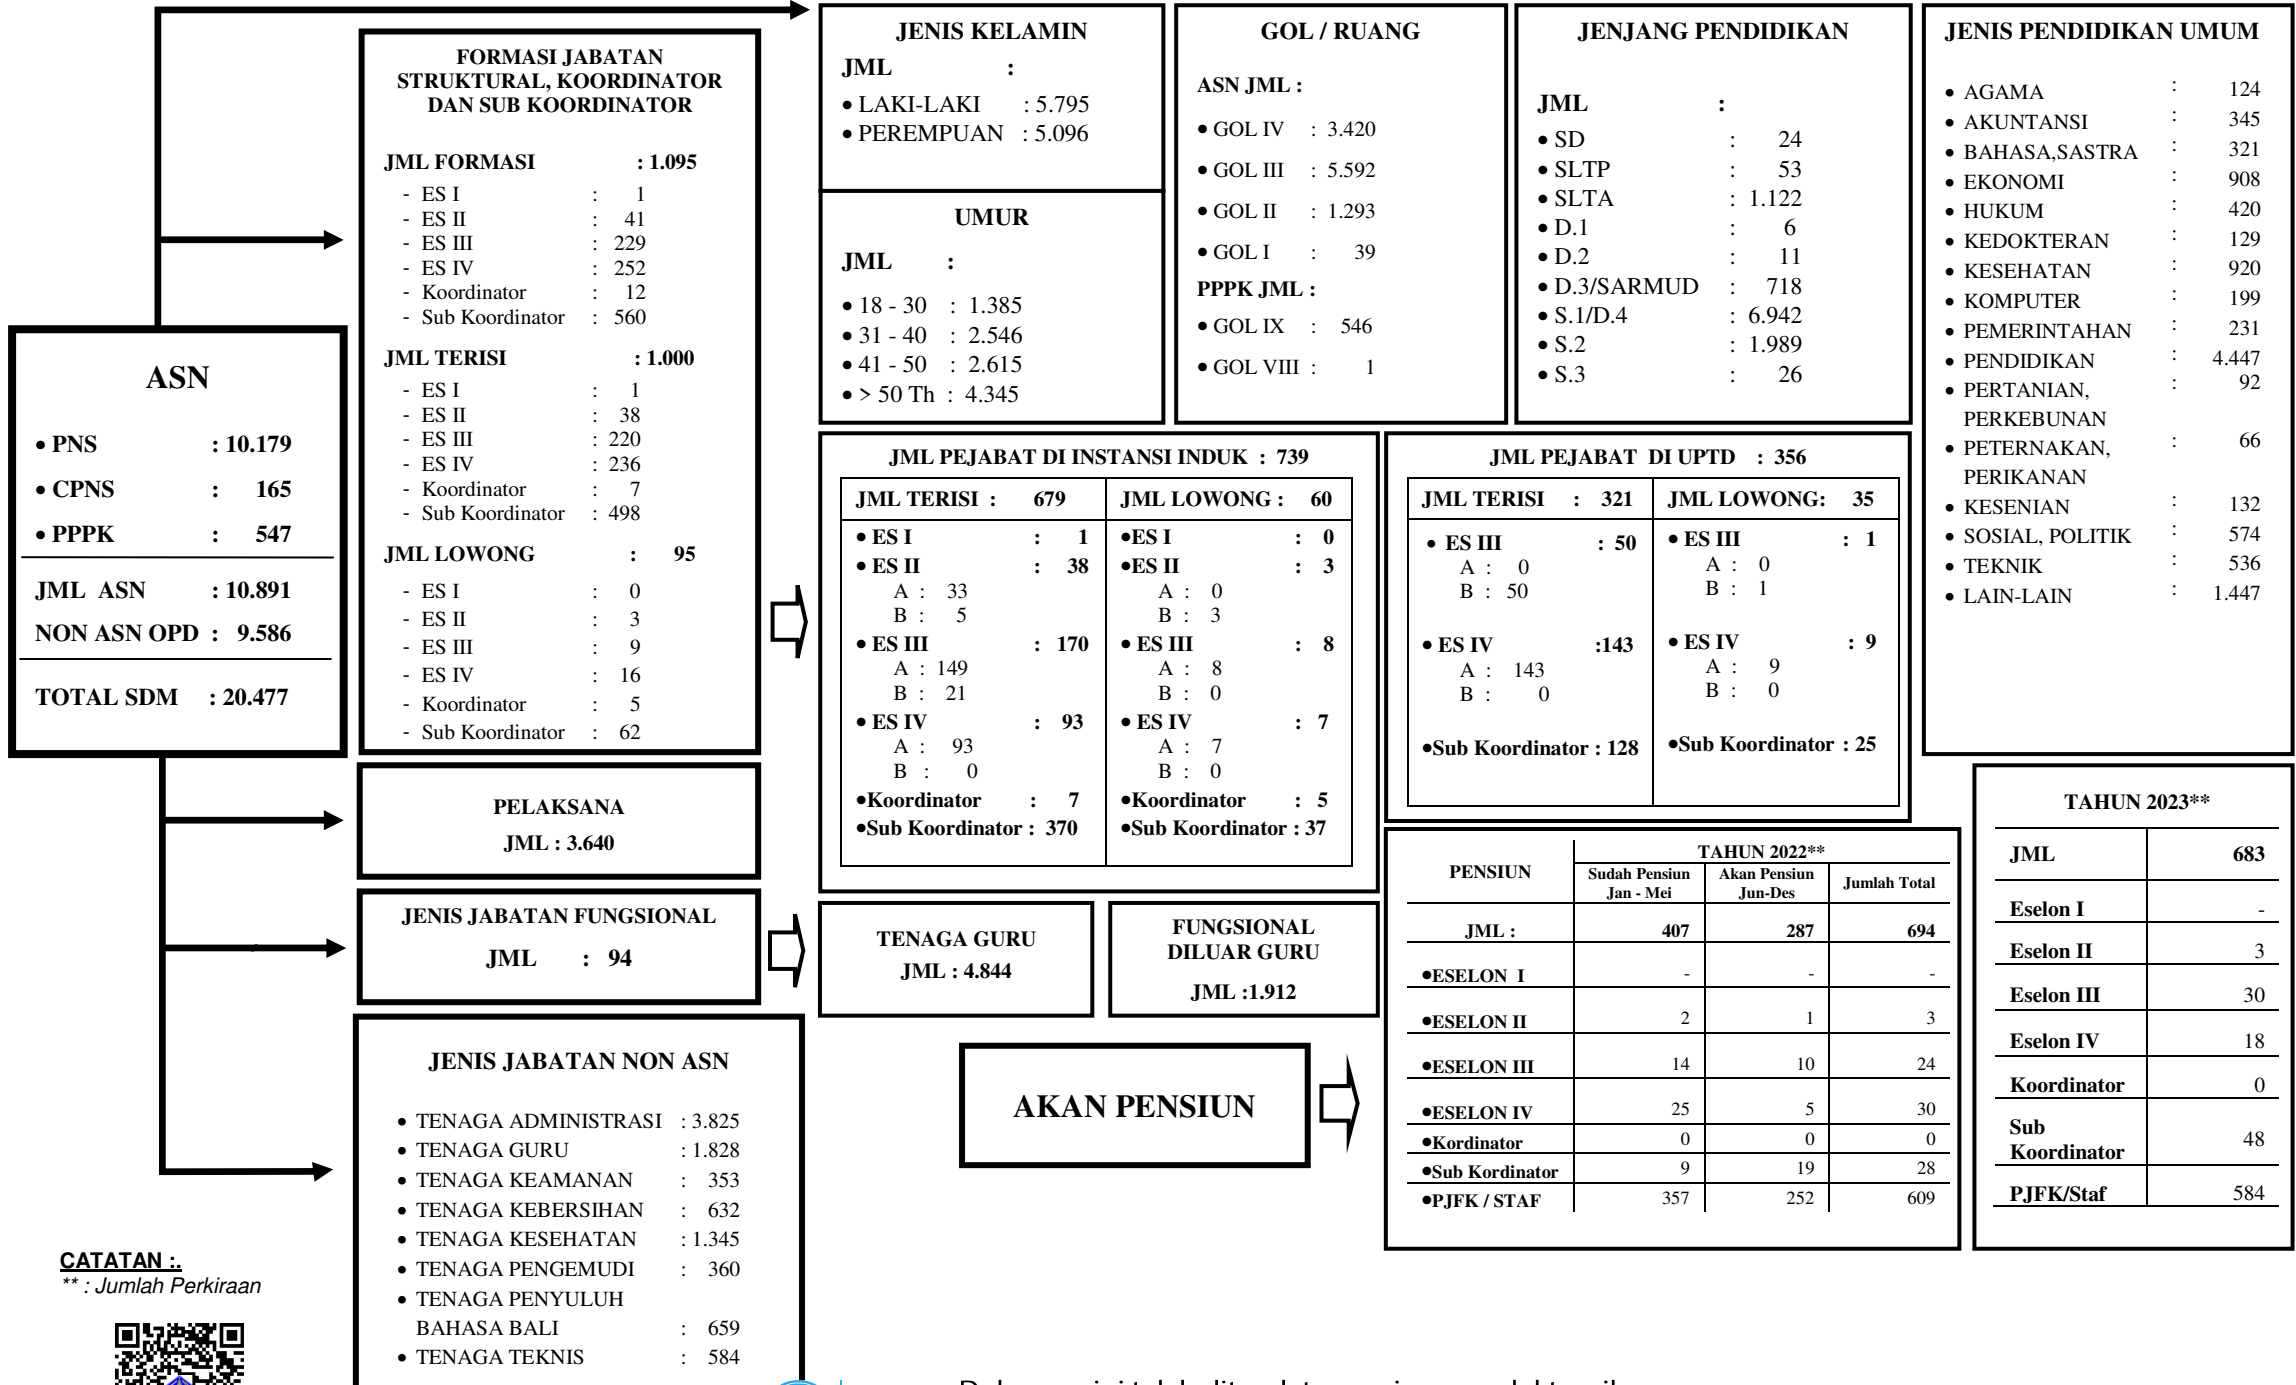 ASN
• PNS : 10.179
• CPNS : 165
• PPPK : 547
JML ASN : 10.891
NON ASN OPD : 9.586
TOTAL SDM : 20.477
FORMASI JABATAN
STRUKTURAL, KOORDINATOR
DAN SUB KOORDINATOR
JML FORMASI : 1.095
- ES I : 1
- ES II : 41
- ES III : 229
- ES IV : 252
- Koordinator : 12
- Sub Koordinator : 560
JML TERISI : 1.000
- ES I : 1
- ES II : 38
- ES III : 220
- ES IV : 236
- Koordinator : 7
- Sub Koordinator : 498
JML LOWONG : 95
- ES I : 0
- ES II : 3
- ES III : 9
- ES IV : 16
- Koordinator : 5
- Sub Koordinator : 62
PELAKSANA
JML : 3.640
JENIS JABATAN FUNGSIONAL
JML : 94
JENIS JABATAN NON ASN
• TENAGA ADMINISTRASI : 3.825
• TENAGA GURU : 1.828
• TENAGA KEAMANAN : 353
• TENAGA KEBERSIHAN : 632
• TENAGA KESEHATAN : 1.345
• TENAGA PENGEMUDI : 360
• TENAGA PENYULUH
BAHASA BALI : 659
• TENAGA TEKNIS : 584
JENIS KELAMIN
JML :
• LAKI-LAKI : 5.795
• PEREMPUAN : 5.096
UMUR
JML :
• 18 - 30 : 1.385
• 31 - 40 : 2.546
• 41 - 50 : 2.615
• > 50 Th : 4.345
GOL / RUANG
ASN JML :
• GOL IV : 3.420
• GOL III : 5.592
• GOL II : 1.293
• GOL I : 39
PPPK JML :
• GOL IX : 546
• GOL VIII : 1
JENJANG PENDIDIKAN
JML :
• SD : 24
• SLTP : 53
• SLTA : 1.122
• D.1 : 6
• D.2 : 11
• D.3/SARMUD : 718
• S.1/D.4 : 6.942
• S.2 : 1.989
• S.3 : 26
JENIS PENDIDIKAN UMUM
• AGAMA : 124
• AKUNTANSI : 345
• BAHASA,SASTRA : 321
• EKONOMI : 908
• HUKUM : 420
• KEDOKTERAN : 129
• KESEHATAN : 920
• KOMPUTER : 199
• PEMERINTAHAN : 231
• PENDIDIKAN : 4.447
• PERTANIAN, : 92
PERKEBUNAN
• PETERNAKAN, : 66
PERIKANAN
• KESENIAN : 132
• SOSIAL, POLITIK : 574
• TEKNIK : 536
• LAIN-LAIN : 1.447
JML PEJABAT DI INSTANSI INDUK : 739
JML TERISI : 679
• ES I : 1
• ES II : 38
A : 33
B : 5
• ES III : 170
A : 149
B : 21
• ES IV : 93
A : 93
B : 0
•Koordinator : 7
•Sub Koordinator : 370
JML LOWONG : 60
•ES I : 0
•ES II : 3
A : 0
B : 3
• ES III : 8
A : 8
B : 0
• ES IV : 7
A : 7
B : 0
•Koordinator : 5
•Sub Koordinator : 37
JML PEJABAT DI UPTD : 356
JML TERISI : 321
• ES III : 50
A : 0
B : 50
• ES IV :143
A : 143
B : 0
•Sub Koordinator : 128
JML LOWONG: 35
• ES III : 1
A : 0
B : 1
• ES IV : 9
A : 9
B : 0
•Sub Koordinator : 25
TENAGA GURU
JML : 4.844
FUNGSIONAL
DILUAR GURU
JML :1.912
AKAN PENSIUN
PENSIUN TAHUN 2022**
Sudah Pensiun Akan Pensiun Jumlah Total
Jan - Mei Jun-Des
JML : 407 287 694
•ESELON I - - -
•ESELON II 2 1 3
•ESELON III 14 10 24
•ESELON IV 25 5 30
•Kordinator 0 0 0
•Sub Kordinator 9 19 28
•PJFK / STAF 357 252 609
TAHUN 2023**
JML 683
Eselon I -
Eselon II 3
Eselon III 30
Eselon IV 18
Koordinator 0
Sub
Koordinator 48
PJFK/Staf 584
CATATAN :.
** : Jumlah Perkiraan